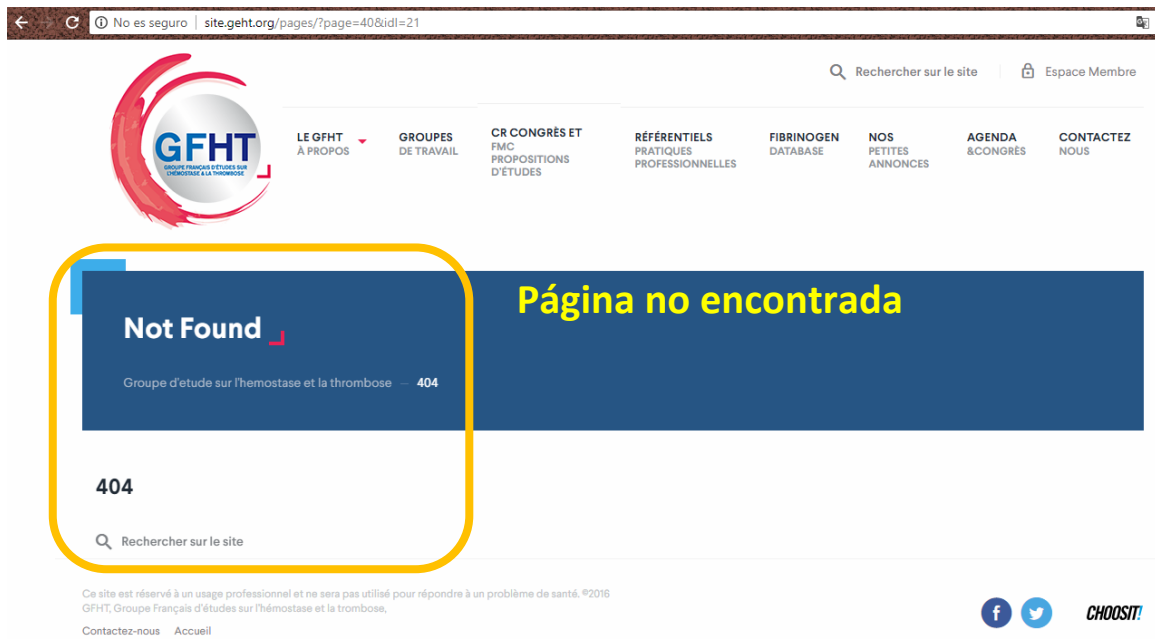 No es seguro | site.geht.org/pages/?page=40&idl=21
Rechercher sur le site
Espace Membre
GFHT
GROUPE FRANÇAIS D'ÉTUDES SUR
L'HÉMOSTASE & LA THROMBOSE
LE GFHT
À PROPOS
GROUPES
DE TRAVAIL
CR CONGRÈS ET
FMC
PROPOSITIONS
D'ÉTUDES
RÉFÉRENTIELS
PRATIQUES
PROFESSIONNELLES
FIBRINOGEN
DATABASE
NOS
PETITES
ANNONCES
AGENDA
&CONGRÈS
CONTACTEZ
NOUS
Página no encontrada
Not Found
Groupe d'etude sur l'hemostase et la thrombose — 404
404
Rechercher sur le site
Ce site est réservé à un usage professionnel et ne sera pas utilisé pour répondre à un problème de santé. ©2016
GFHT, Groupe Français d'études sur l'hémostase et la trombose,
Contactez-nous Accueil
CHOOSIT!